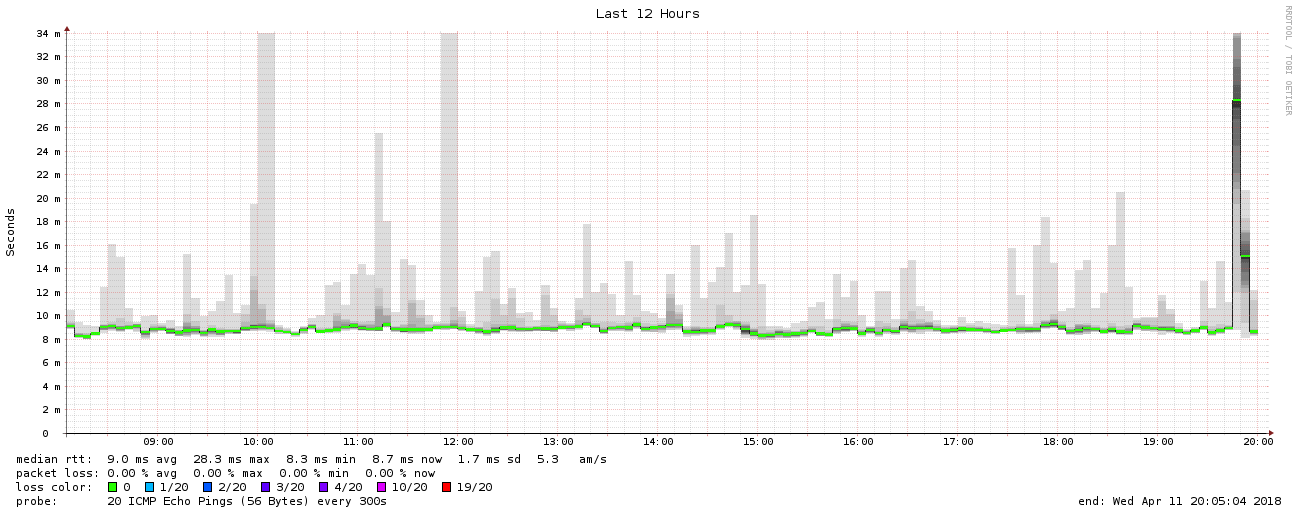 Last 12 Hours
RRDTOOL / TOBI OETIKER
Seconds
34 m
32 m
30 m
28 m
26 m
24 m
22 m
20 m
18 m
16 m
14 m
12 m
10 m
8 m
6 m
4 m
2 m
0
09:00 10:00 11:00 12:00 13:00 14:00 15:00 16:00 17:00 18:00 19:00 20:00
median rtt: 9.0 ms avg 28.3 ms max 8.3 ms min 8.7 ms now 1.7 ms sd 5.3 am/s
packet loss: 0.00 % avg 0.00 % max 0.00 % min 0.00 % now
loss color: 0 1/20 2/20 3/20 4/20 10/20 19/20
probe: 20 ICMP Echo Pings (56 Bytes) every 300s end: Wed Apr 11 20:05:04 2018